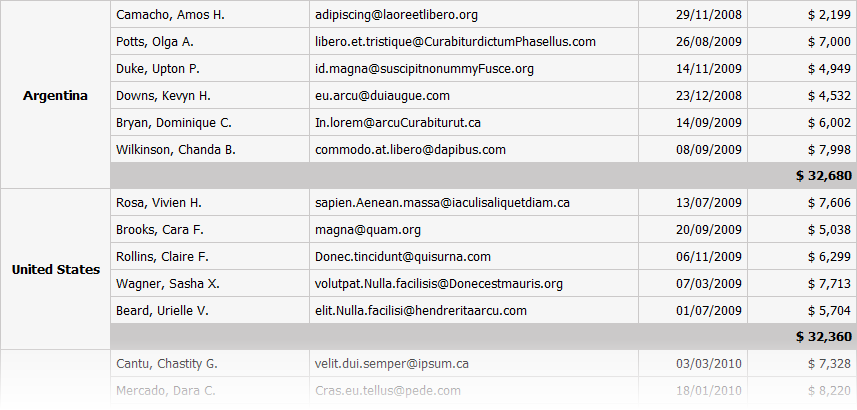 Camacho, Amos H. adipiscing@laoreetlibero.org 29/11/2008 $ 2,199
Potts, Olga A. libero.et.tristique@CurabiturdictumPhasellus.com 26/08/2009 $ 7,000
Duke, Upton P. id.magna@suscipitnonummyFusce.org 14/11/2009 $ 4,949
Argentina Downs, Kevyn H. eu.arcu@duiaugue.com 23/12/2008 $ 4,532
Bryan, Dominique C. In.lorem@arcuCurabiturut.ca 14/09/2009 $ 6,002
Wilkinson, Chanda B. commodo.at.libero@dapibus.com 08/09/2009 $ 7,998
$ 32,680
Rosa, Vivien H. sapien.Aenean.massa@iaculisaliquetdiam.ca 13/07/2009 $ 7,606
Brooks, Cara F. magna@quam.org 20/09/2009 $ 5,038
Rollins, Claire F. Donec.tincidunt@quisurna.com 06/11/2009 $ 6,299
United States Wagner, Sasha X. volutpat.Nulla.facilisis@Donecestmauris.org 07/03/2009 $ 7,713
Beard, Urielle V. elit.Nulla.facilisi@hendreritaarcu.com 01/07/2009 $ 5,704
$ 32,360
Cantu, Chastity G. velit.dui.semper@ipsum.ca 03/03/2010 $ 7,328
Mercado, Dara C. Cras.eu.tellus@pede.com 18/01/2010 $ 8,220